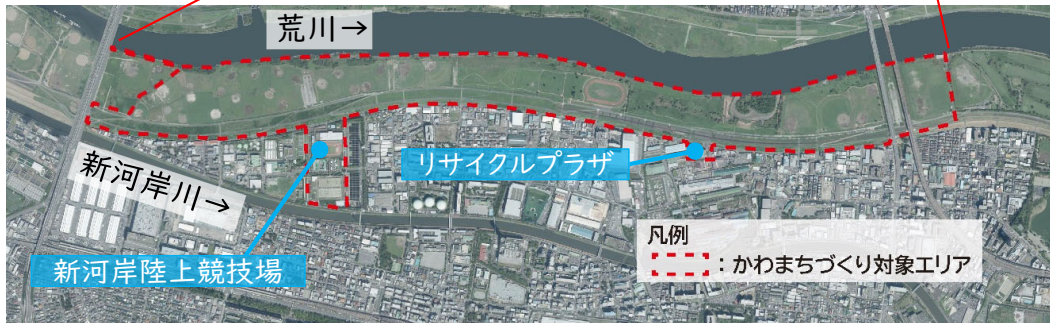 荒川→
リサイクルプラザ
新河岸川→
新河岸陸上競技場
凡例
：かわまちづくり対象エリア